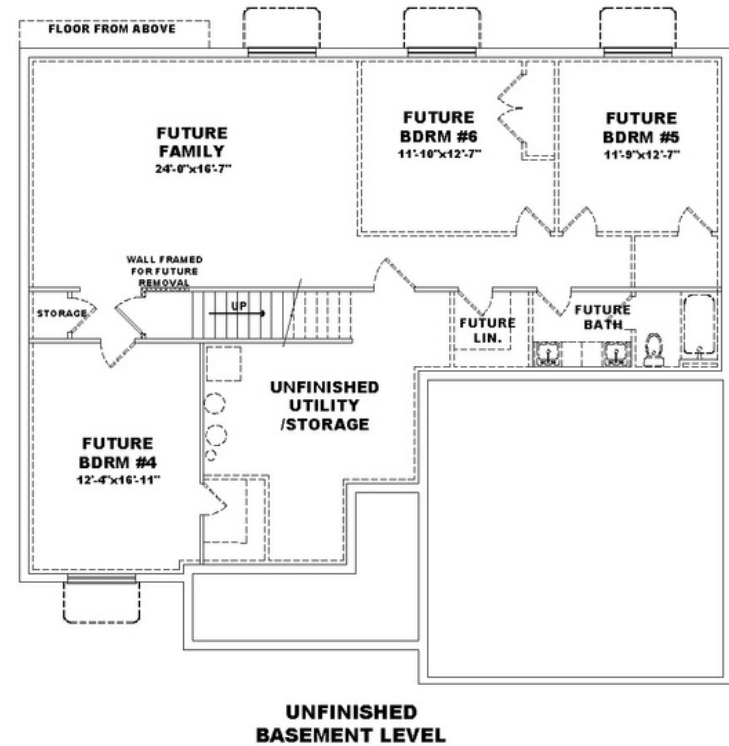 FLOOR FROM ABOVE
FUTURE
FAMILY
24'-0"x16'-7"
FUTURE
BDRM #6
11'-10"x12'-7"
FUTURE
BDRM #5
11'-9"x12'-7"
WALL FRAMED
FOR FUTURE
REMOVAL
STORAGE
UP
FUTURE
LIN.
FUTURE
BATH
UNFINISHED
UTILITY
/STORAGE
FUTURE
BDRM #4
12'-4"x16'-11"
UNFINISHED
BASEMENT LEVEL